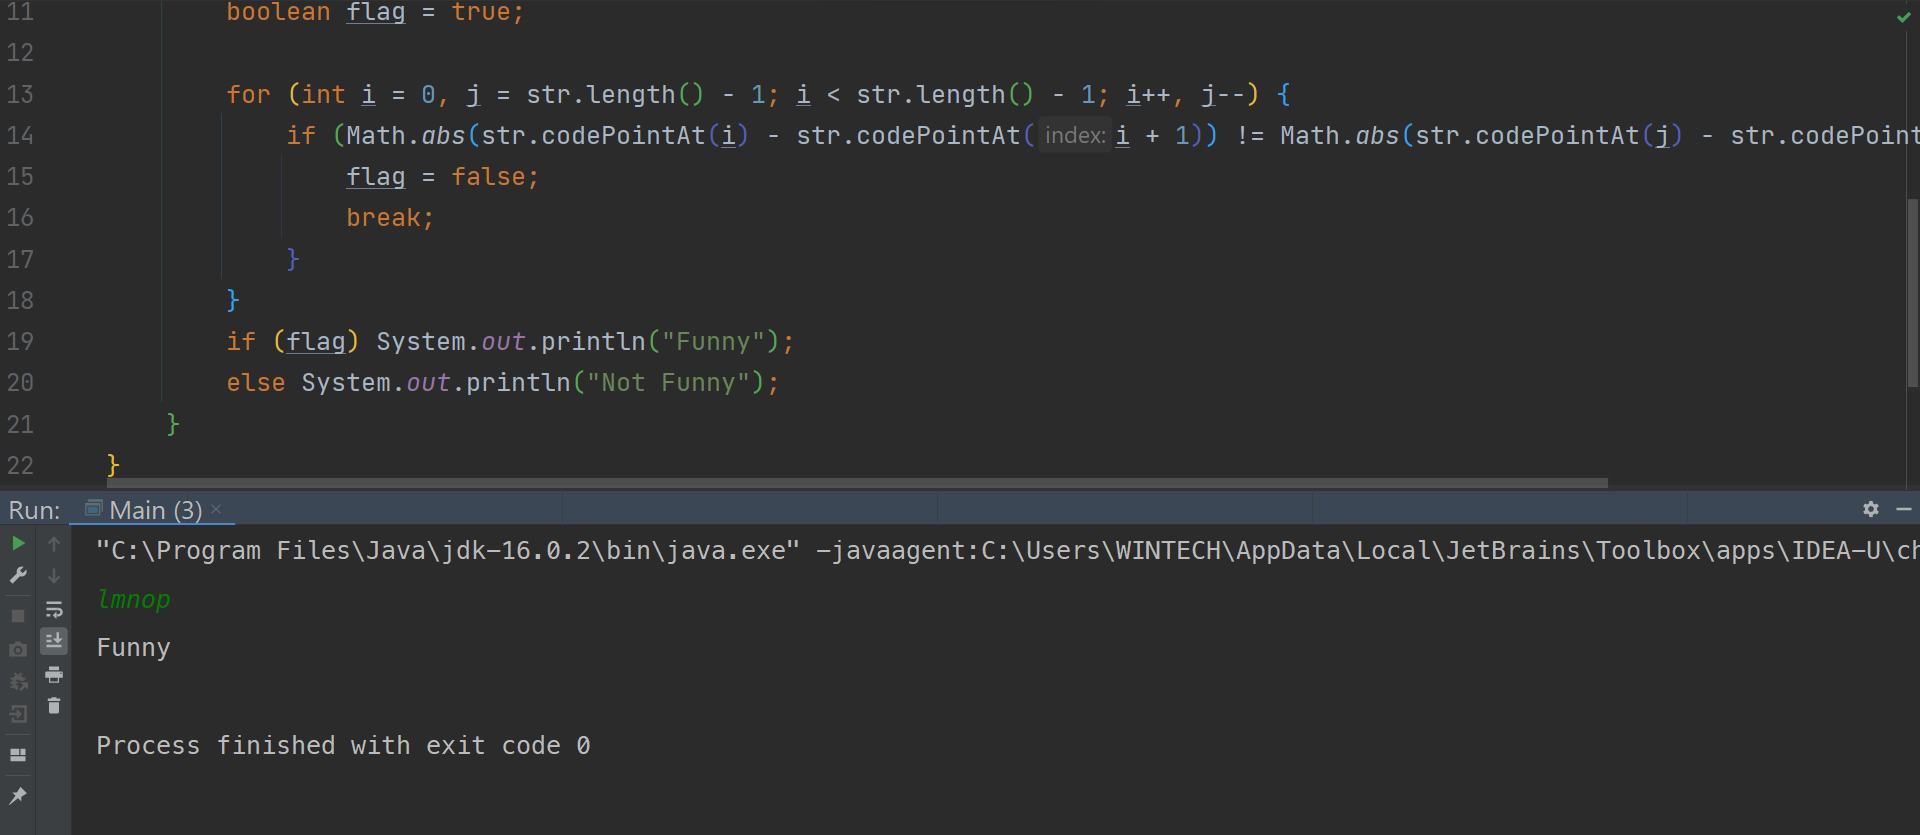 11 boolean flag = true;
12
13 for (int i = 0, j = str.length() - 1; i < str.length() - 1; i++, j--) {
14 if (Math.abs(str.codePointAt(i) - str.codePointAt( index: i + 1)) != Math.abs(str.codePointAt(j) - str.codePoint
15 flag = false;
16 break;
17 }
18 }
19 if (flag) System.out.println("Funny");
20 else System.out.println("Not Funny");
21 }
22 }
Run: Main (3) ×
"C:\Program Files\Java\jdk-16.0.2\bin\java.exe" -javaagent:C:\Users\WINTECH\AppData\Local\JetBrains\Toolbox\apps\IDEA-U\ch
lmnop
Funny
Process finished with exit code 0